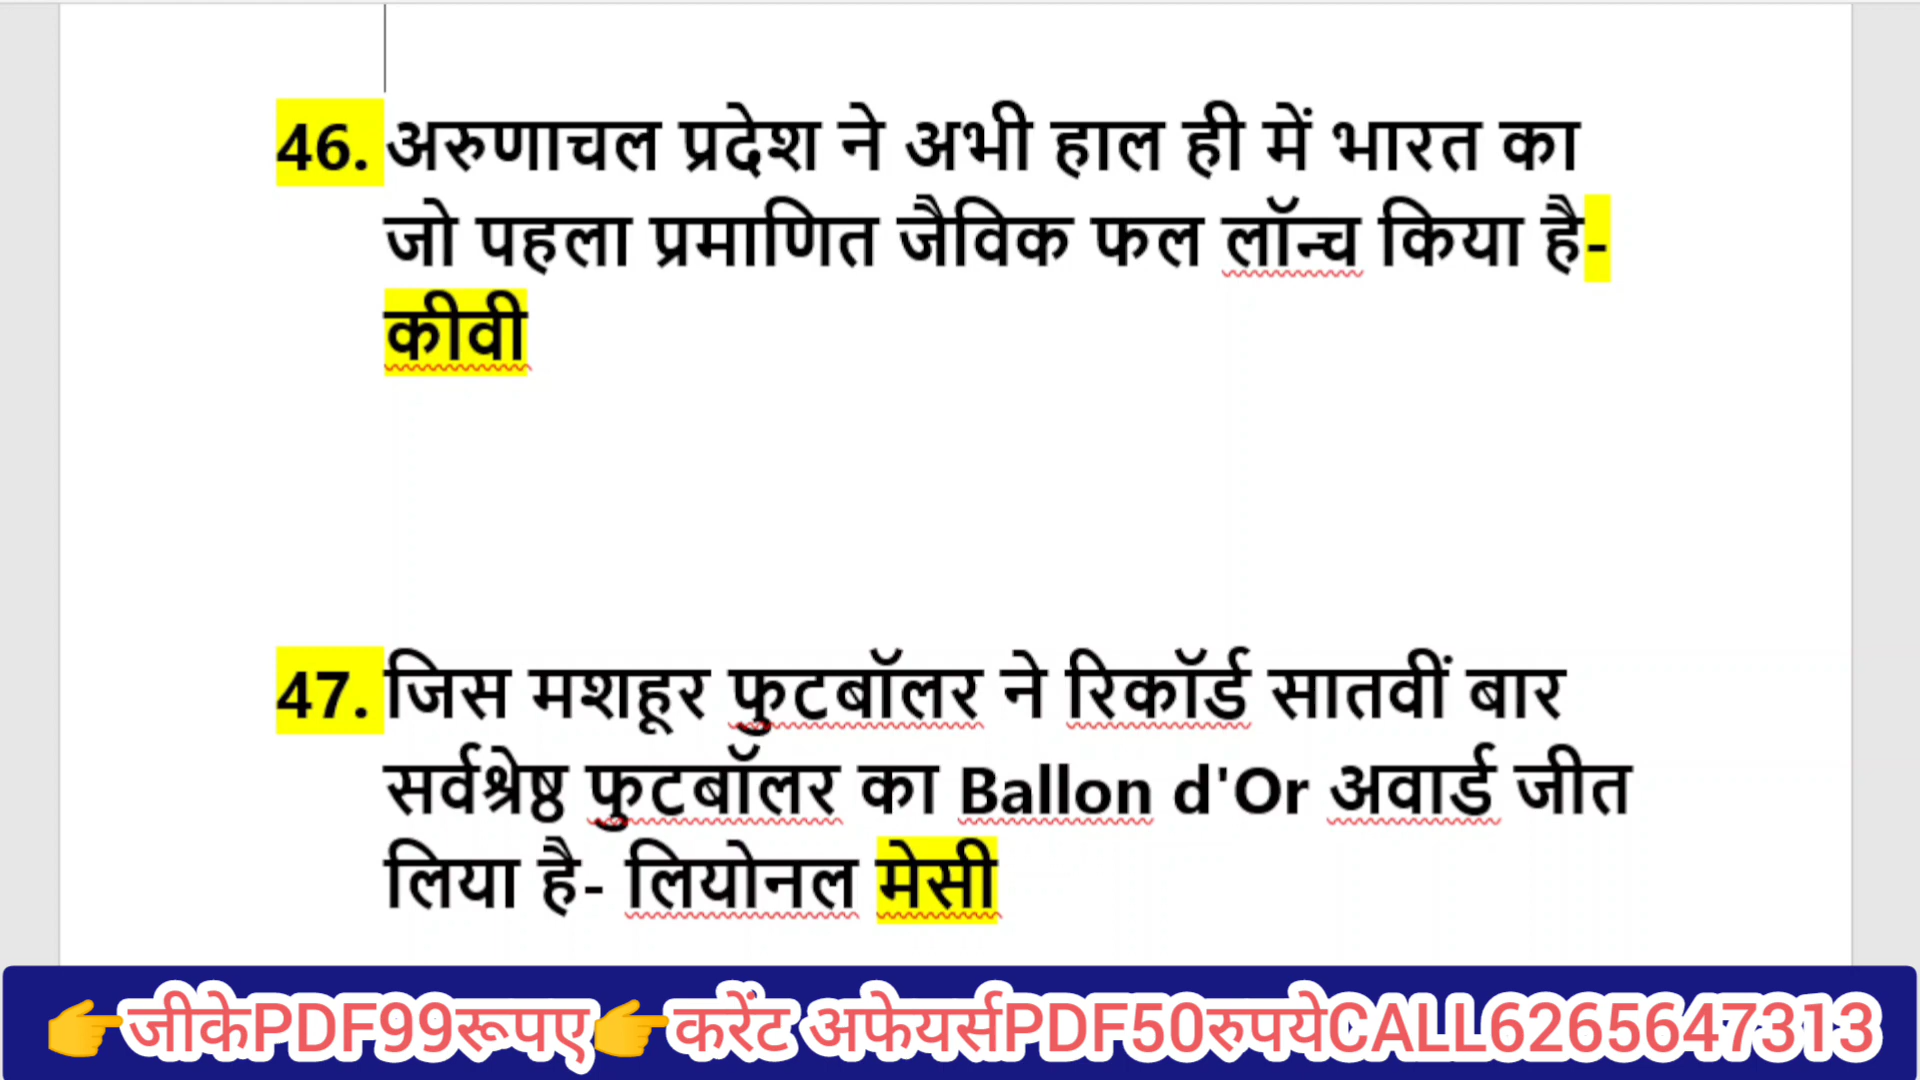 46. अरुणाचल प्रदेश ने अभी हाल ही में भारत का
जो पहला प्रमाणित जैविक फल लॉन्च किया है-
कीवी
47. जिस मशहूर फुटबॉलर ने रिकॉर्ड सातवीं बार
सर्वश्रेष्ठ फुटबॉलर का Ballon d'Or अवार्ड जीत
लिया है- लियोनल मेसी
👉जीकेPDF99रूपए👉करेंट अफेयर्सPDF50रुपयेCALL6265647313